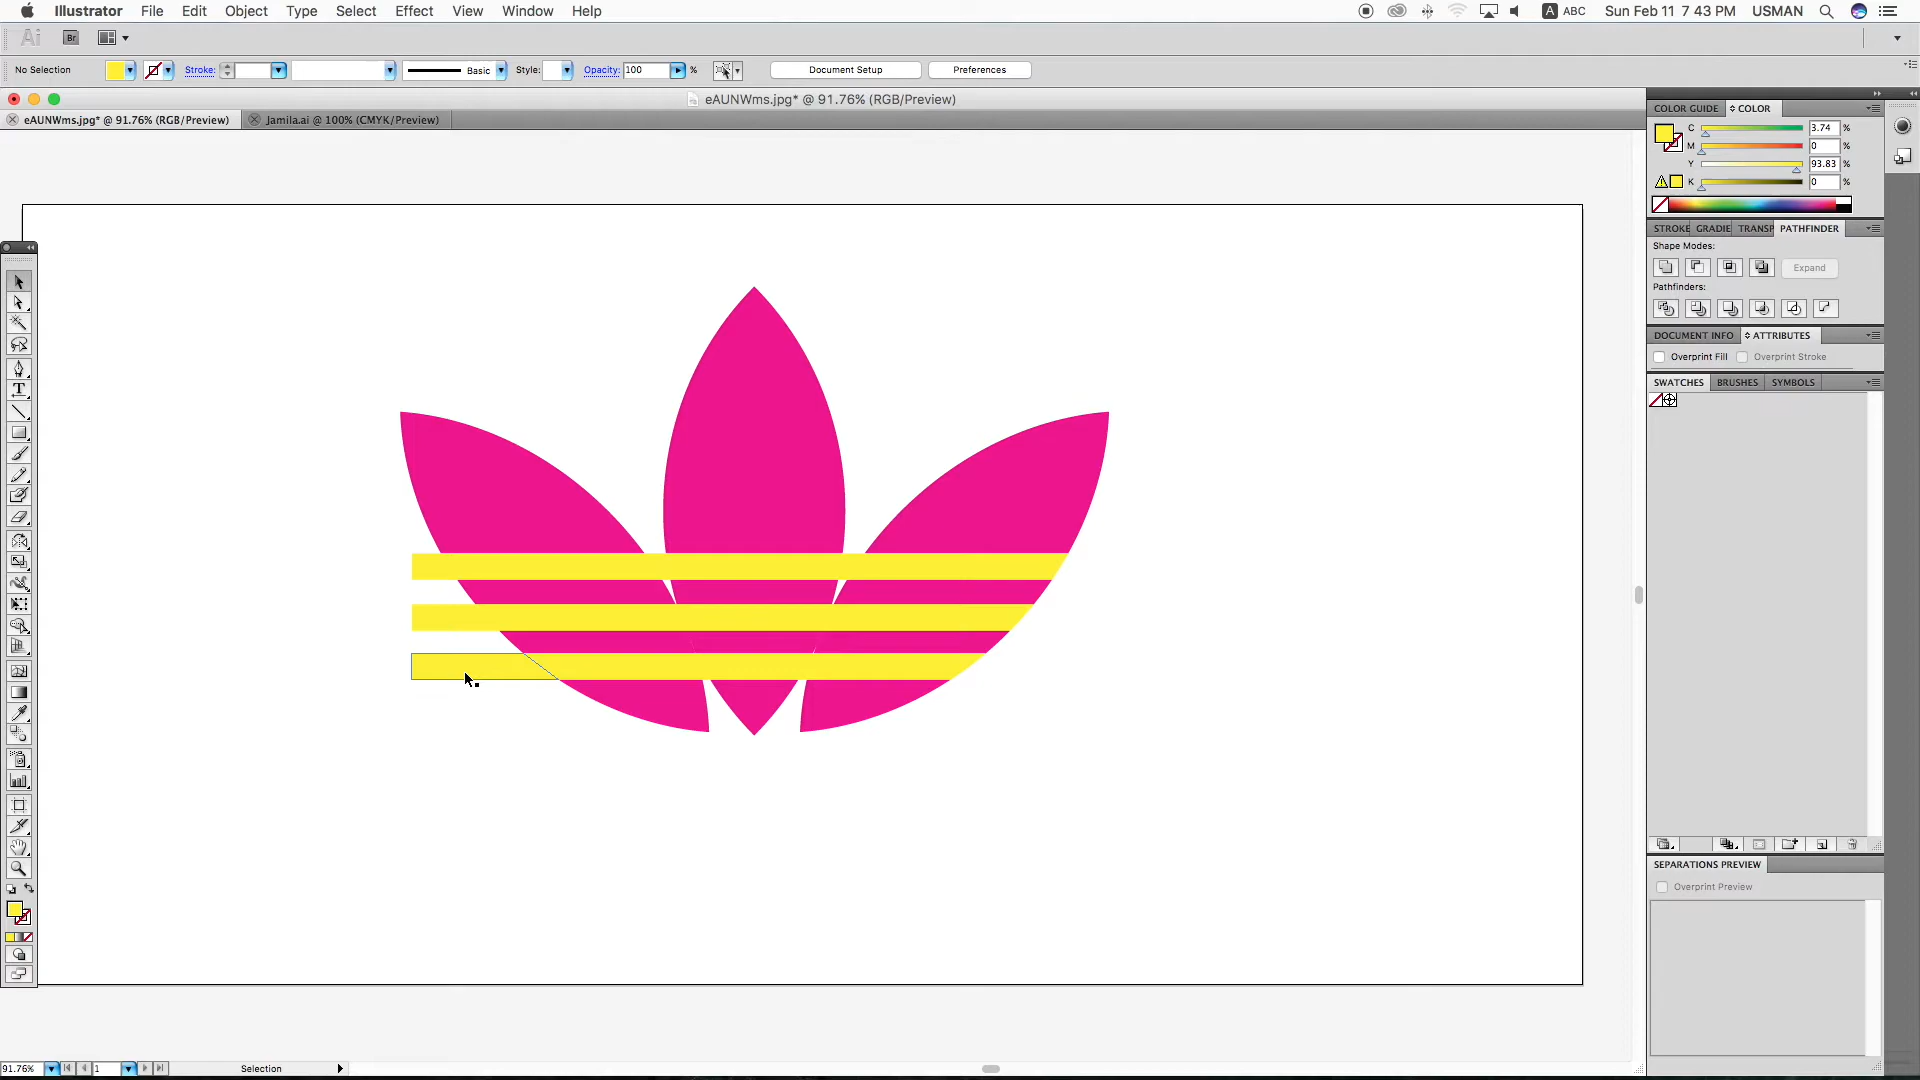 Illustrator File Edit Object Type Select Effect View Window Help ABC Sun Feb 11 7 43 PM USMAN
Ai Br
No Selection Stroke: Basic Style: Opacity: 100 % Document Setup Preferences
eAUNWms.jpg* @ 91.76% (RGB/Preview)
eAUNWms.jpg* @ 91.76% (RGB/Preview) Jamila.ai @ 100% (CMYK/Preview)
COLOR GUIDE COLOR
C 3.74 %
M 0 %
Y 93.83 %
K 0 %
STROKE GRADIE TRANSP PATHFINDER
Shape Modes:
Expand
Pathfinders:
DOCUMENT INFO ATTRIBUTES
Overprint Fill Overprint Stroke
SWATCHES BRUSHES SYMBOLS
SEPARATIONS PREVIEW
Overprint Preview
91.76% 1 Selection